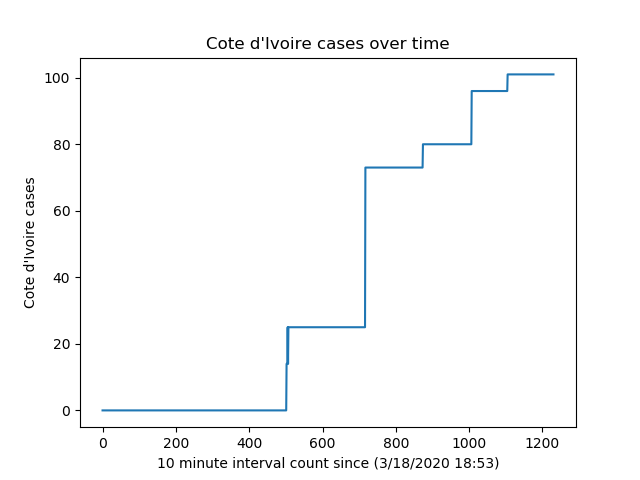 Cote d'Ivoire cases over time
100
80
60
40
20
0
Cote d'Ivoire cases
0 200 400 600 800 1000 1200
10 minute interval count since (3/18/2020 18:53)